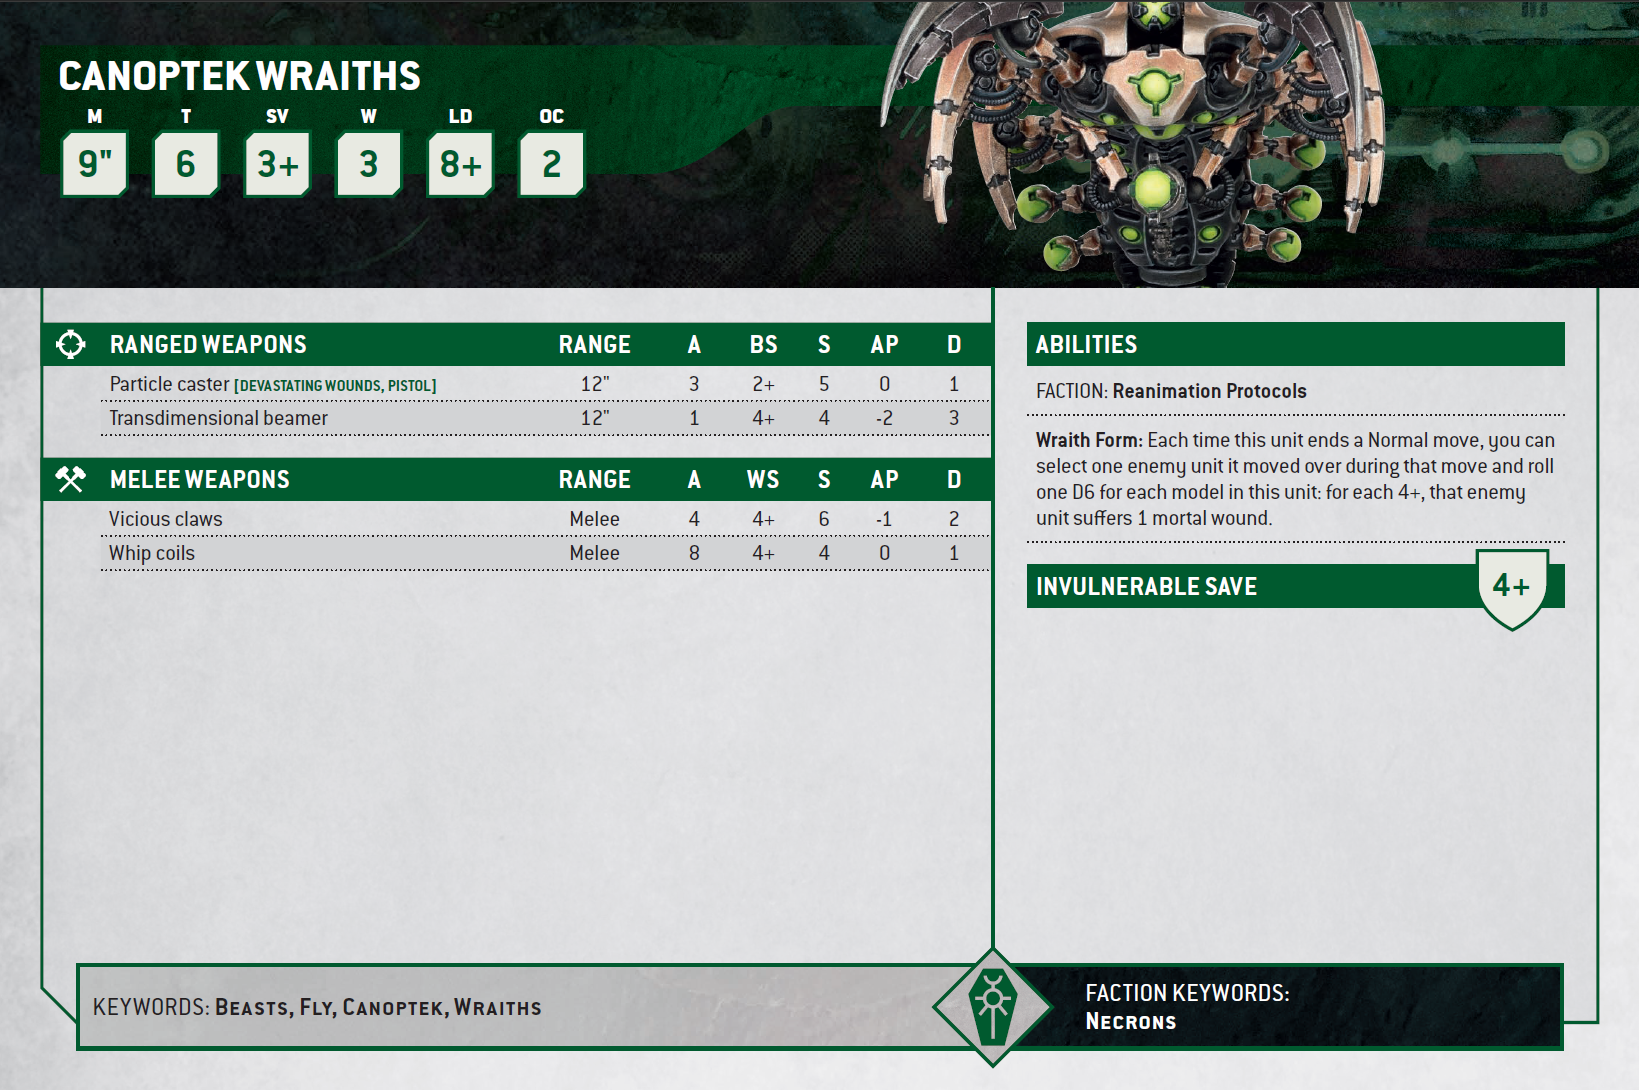 CANOPTEK WRAITHS
M T SV W LD OC
9" 6 3+ 3 8+ 2
RANGED WEAPONS RANGE A BS S AP D
Particle caster [DEVASTATING WOUNDS, PISTOL] 12" 3 2+ 5 0 1
Transdimensional beamer 12" 1 4+ 4 -2 3
MELEE WEAPONS RANGE A WS S AP D
Vicious claws Melee 4 4+ 6 -1 2
Whip coils Melee 8 4+ 4 0 1
ABILITIES
FACTION: Reanimation Protocols
Wraith Form: Each time this unit ends a Normal move, you can
select one enemy unit it moved over during that move and roll
one D6 for each model in this unit: for each 4+, that enemy
unit suffers 1 mortal wound.
INVULNERABLE SAVE 4+
KEYWORDS: BEASTS, FLY, CANOPTEK, WRAITHS
FACTION KEYWORDS:
NECRONS